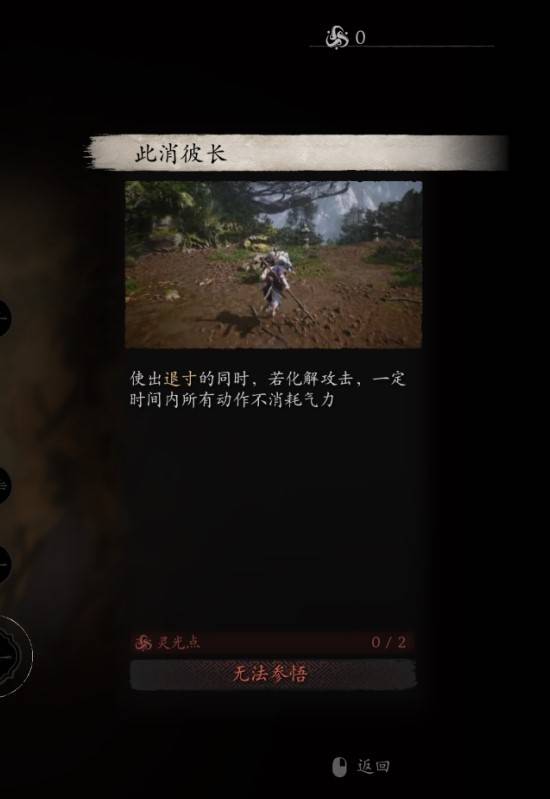 0
此消彼长
使出退寸的同时，若化解攻击，一定
时间内所有动作不消耗气力
灵光点 0/2
无法参悟
返回